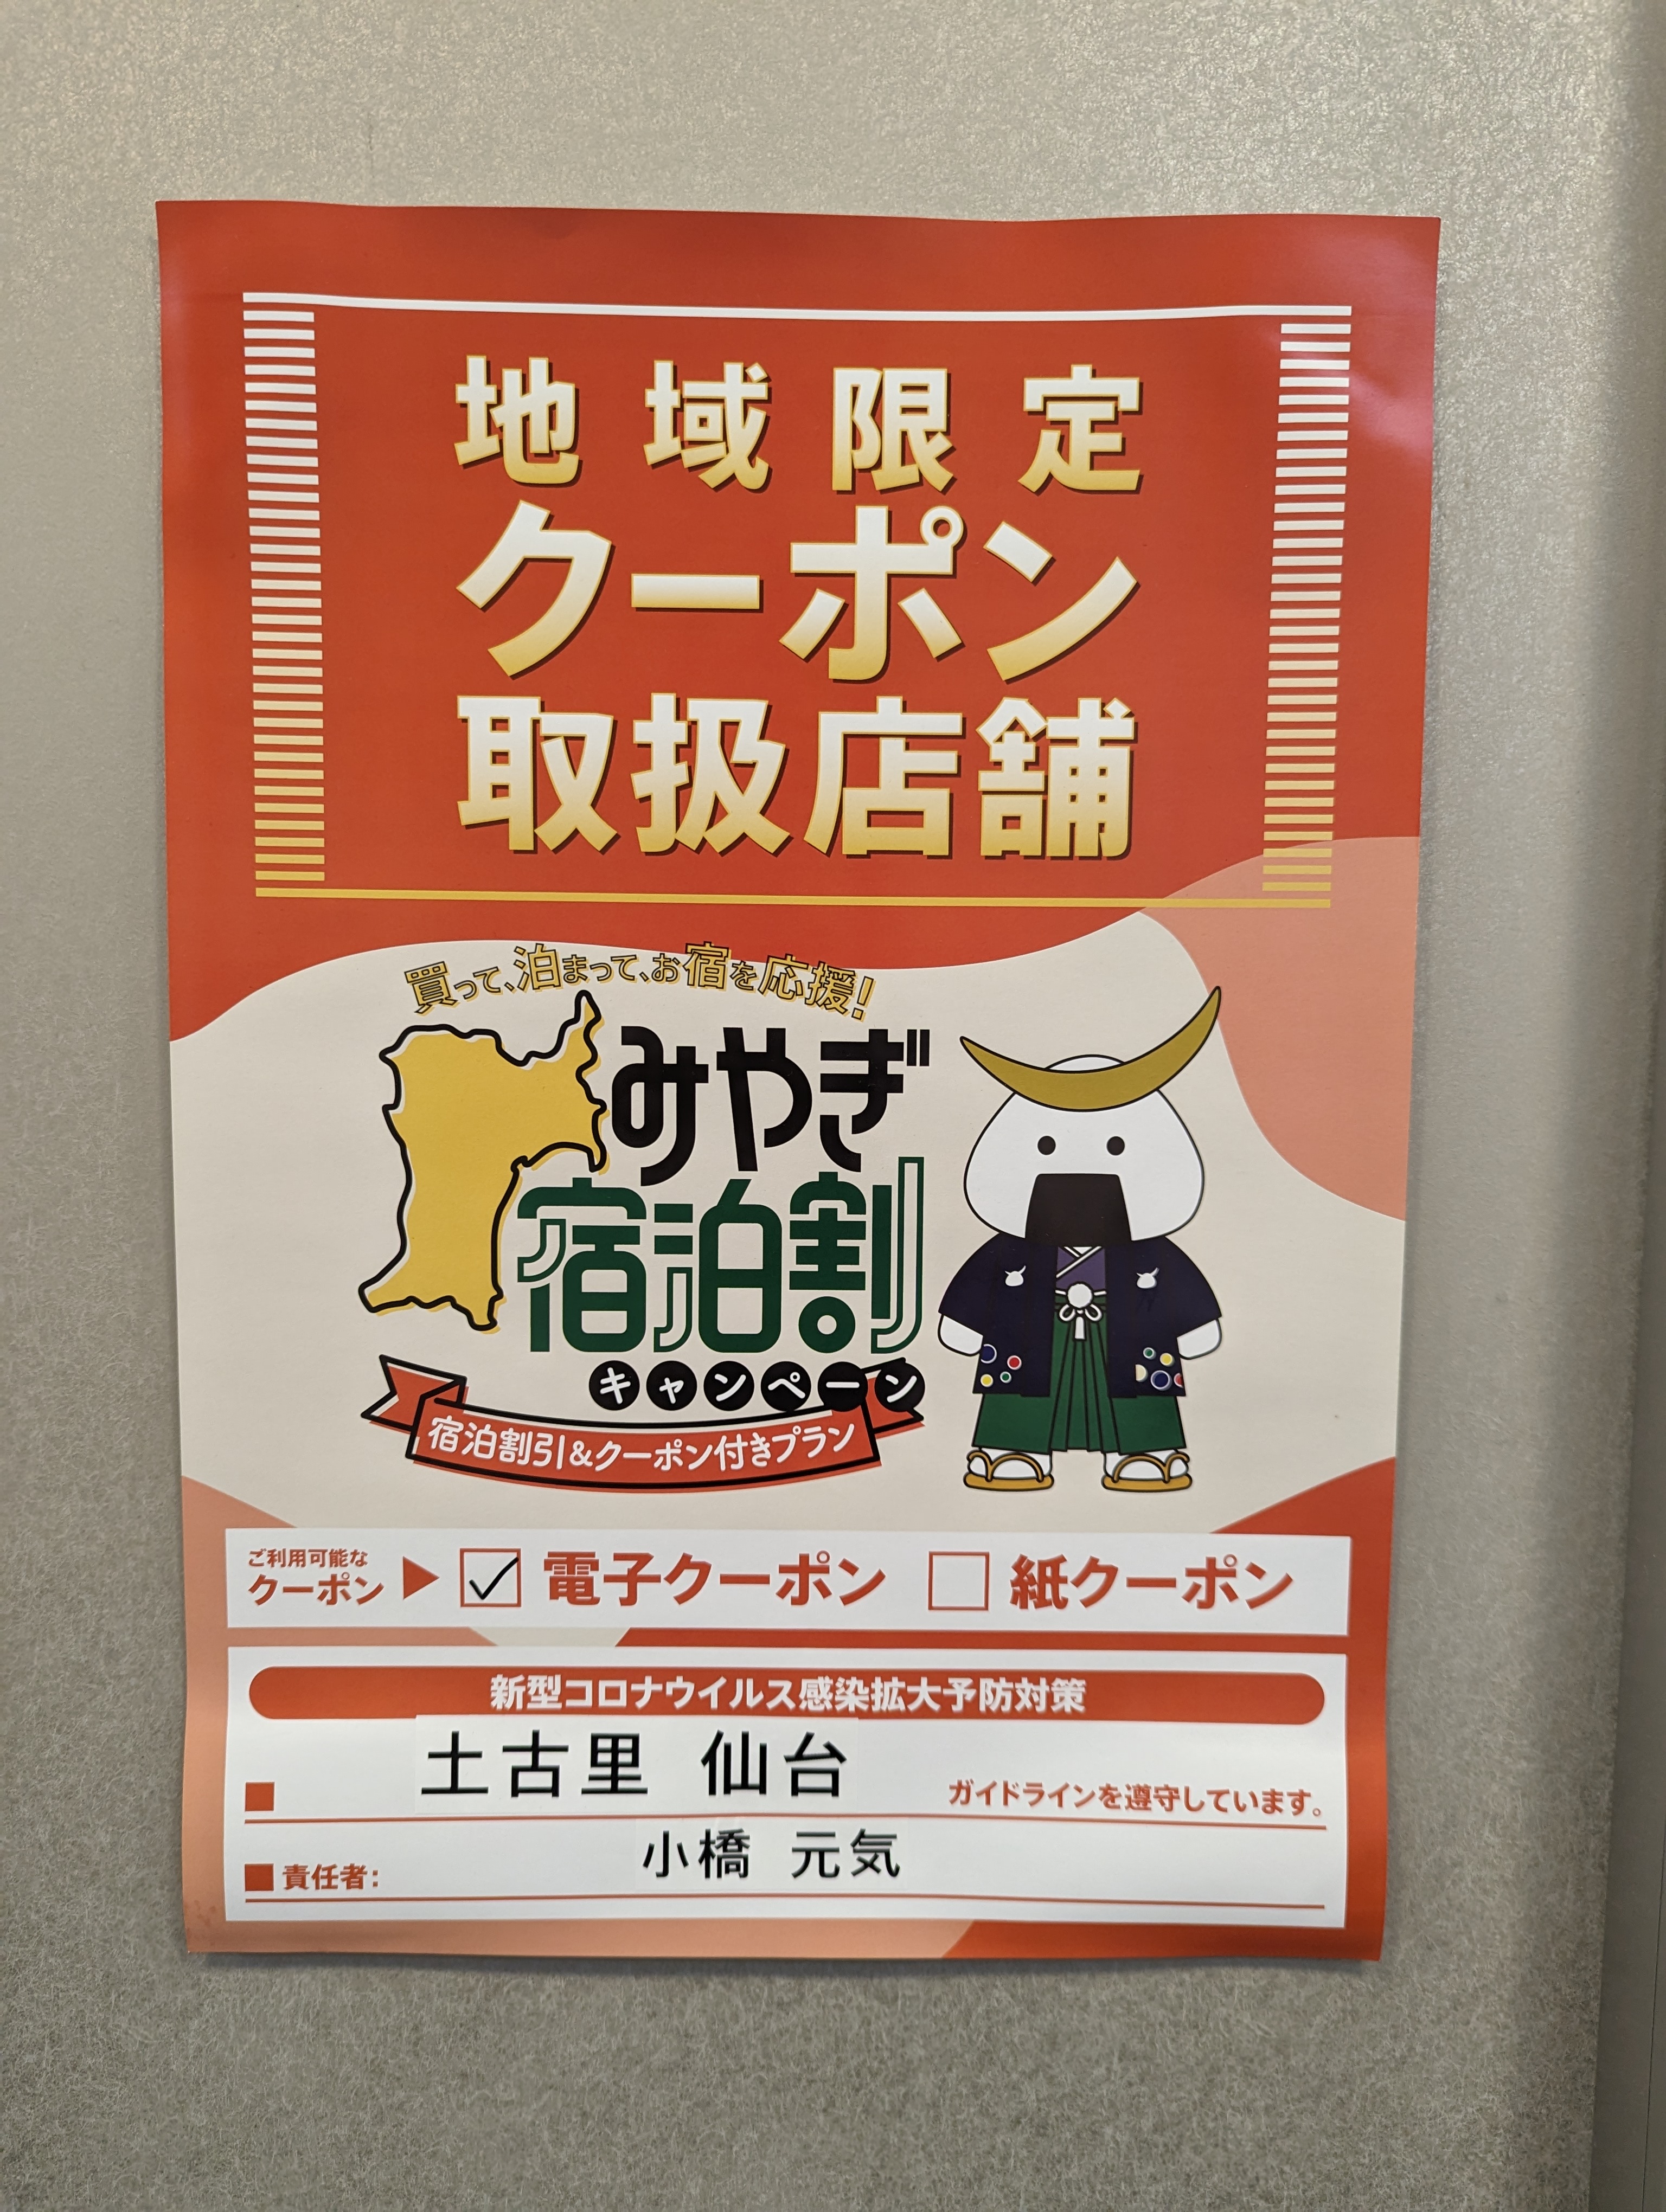 地域限定
クーポン
取扱店舗
買って、泊まって、お宿を応援!
みやぎ
宿泊割
キャンペーン
宿泊割引&クーポン付きプラン
ご利用可能な
クーポン ▶ ☑ 電子クーポン □ 紙クーポン
新型コロナウイルス感染拡大予防対策
■ 土古里 仙台 ガイドラインを遵守しています。
■ 責任者: 小橋 元気